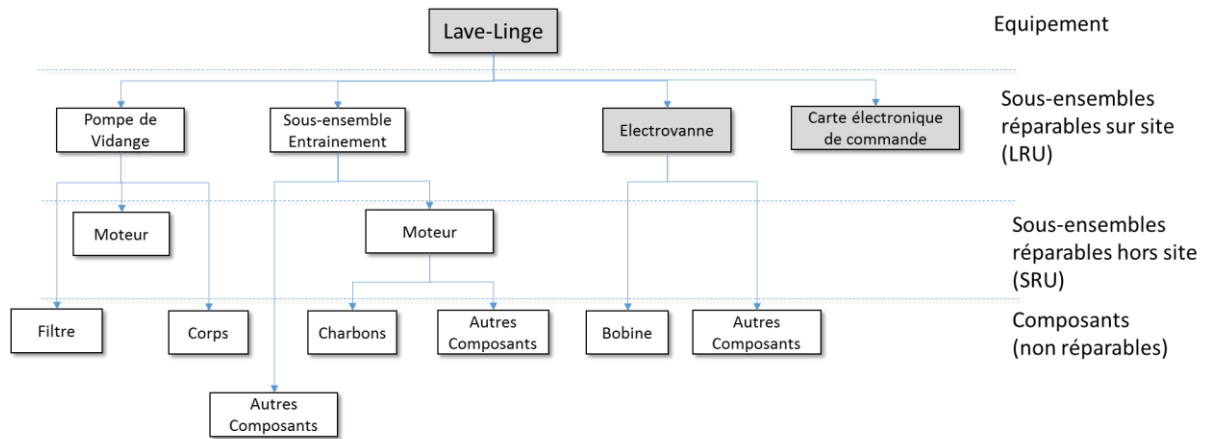 Lave-Linge
Equipement
Pompe de
Vidange
Sous-ensemble
Entrainement
Electrovanne
Carte électronique
de commande
Sous-ensembles
réparables sur site
(LRU)
Moteur
Moteur
Sous-ensembles
réparables hors site
(SRU)
Filtre
Corps
Charbons
Autres
Composants
Bobine
Autres
Composants
Composants
(non réparables)
Autres
Composants